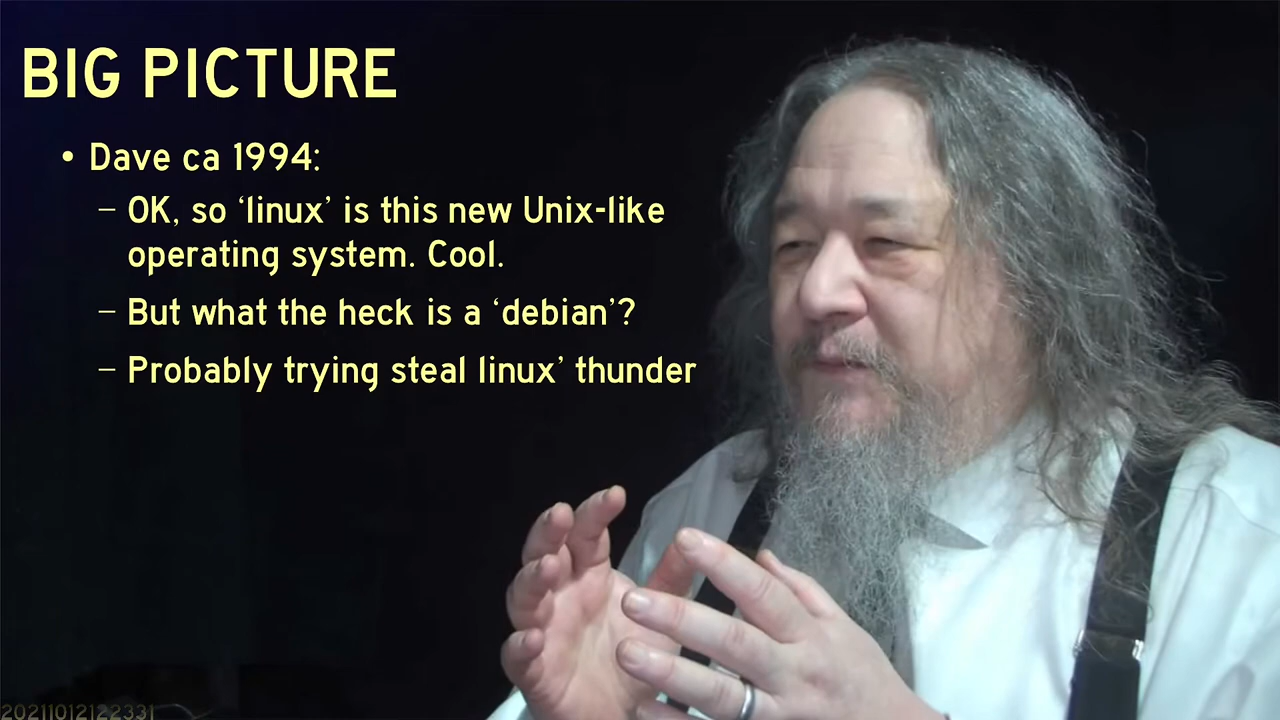 BIG PICTURE
• Dave ca 1994:
– OK, so ‘linux’ is this new Unix-like
operating system. Cool.
– But what the heck is a ‘debian’?
– Probably trying steal linux’ thunder
20211012122331